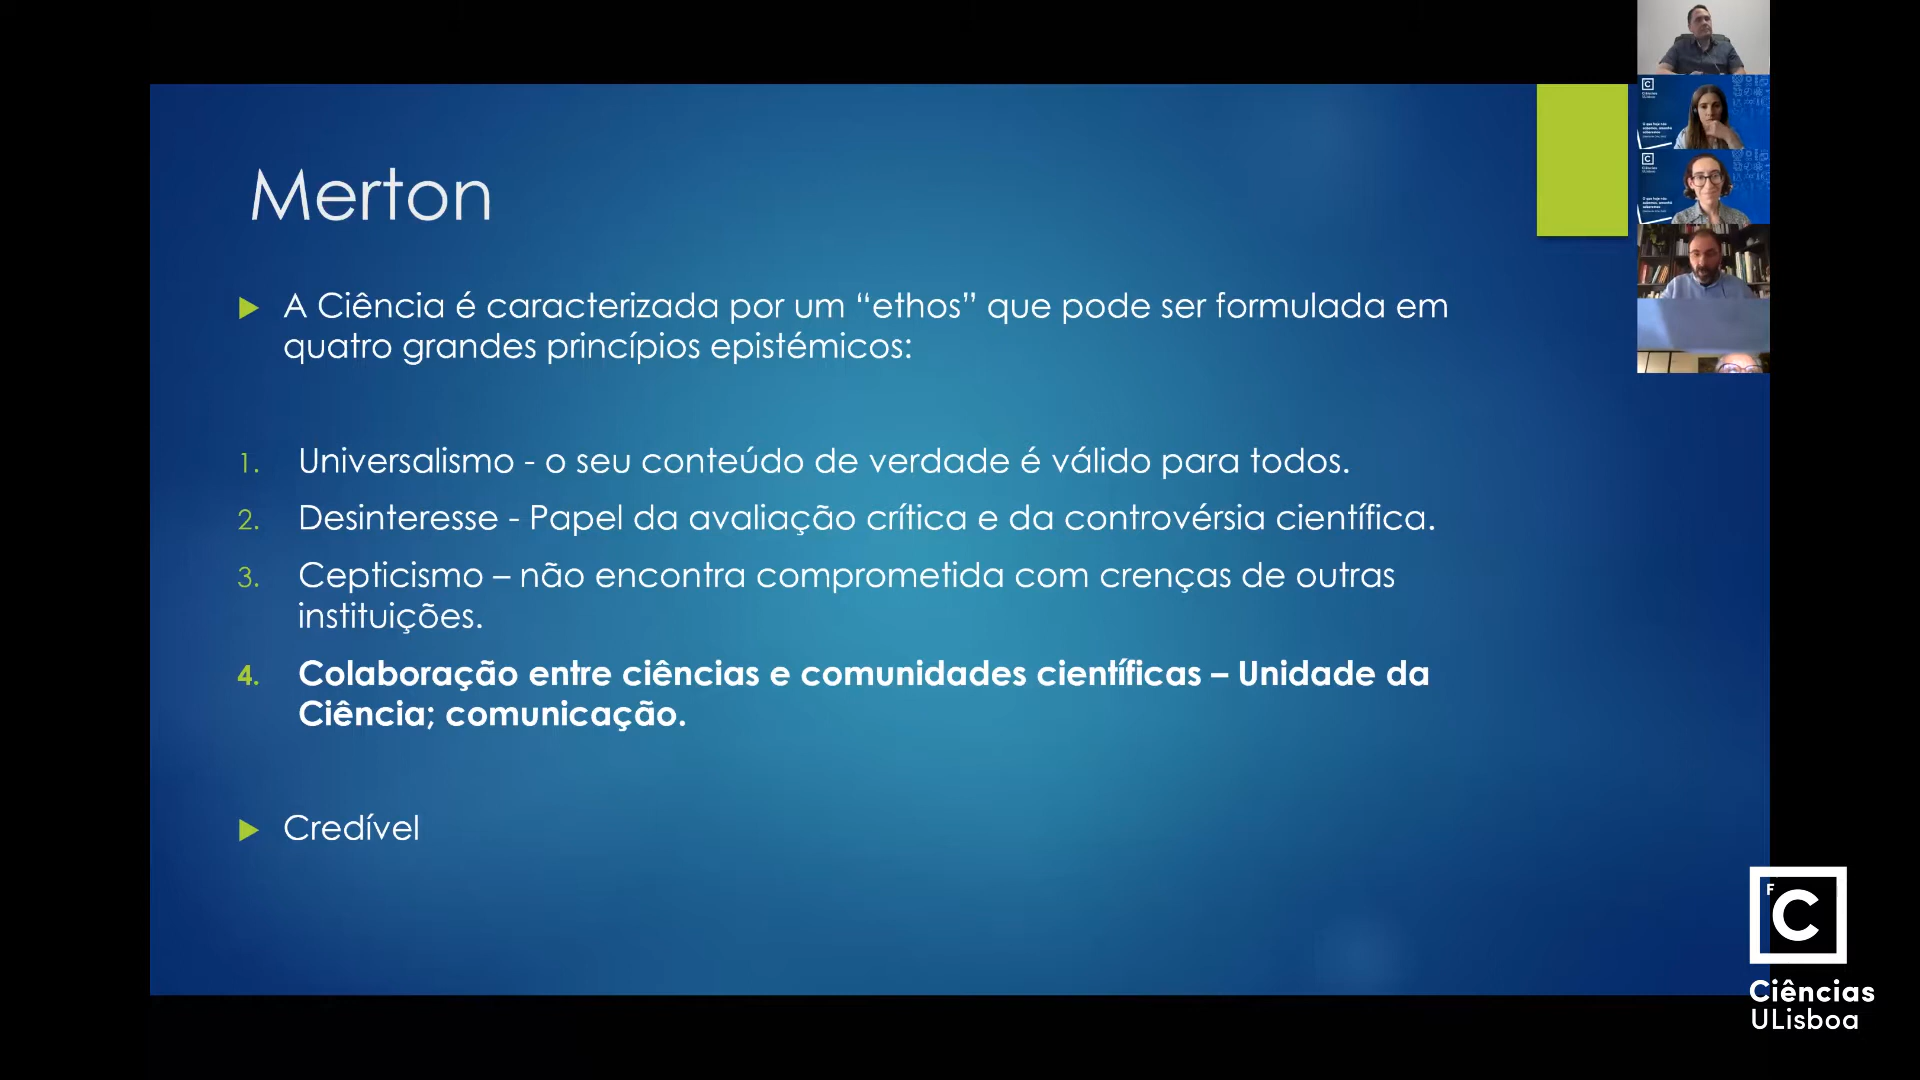 Merton
A Ciência é caracterizada por um “ethos” que pode ser formulada em
quatro grandes princípios epistémicos:
1. Universalismo - o seu conteúdo de verdade é válido para todos.
2. Desinteresse - Papel da avaliação crítica e da controvérsia científica.
3. Cepticismo – não encontra comprometida com crenças de outras
instituições.
4. Colaboração entre ciências e comunidades científicas – Unidade da
Ciência; comunicação.
Credível
F C
Ciências
ULisboa